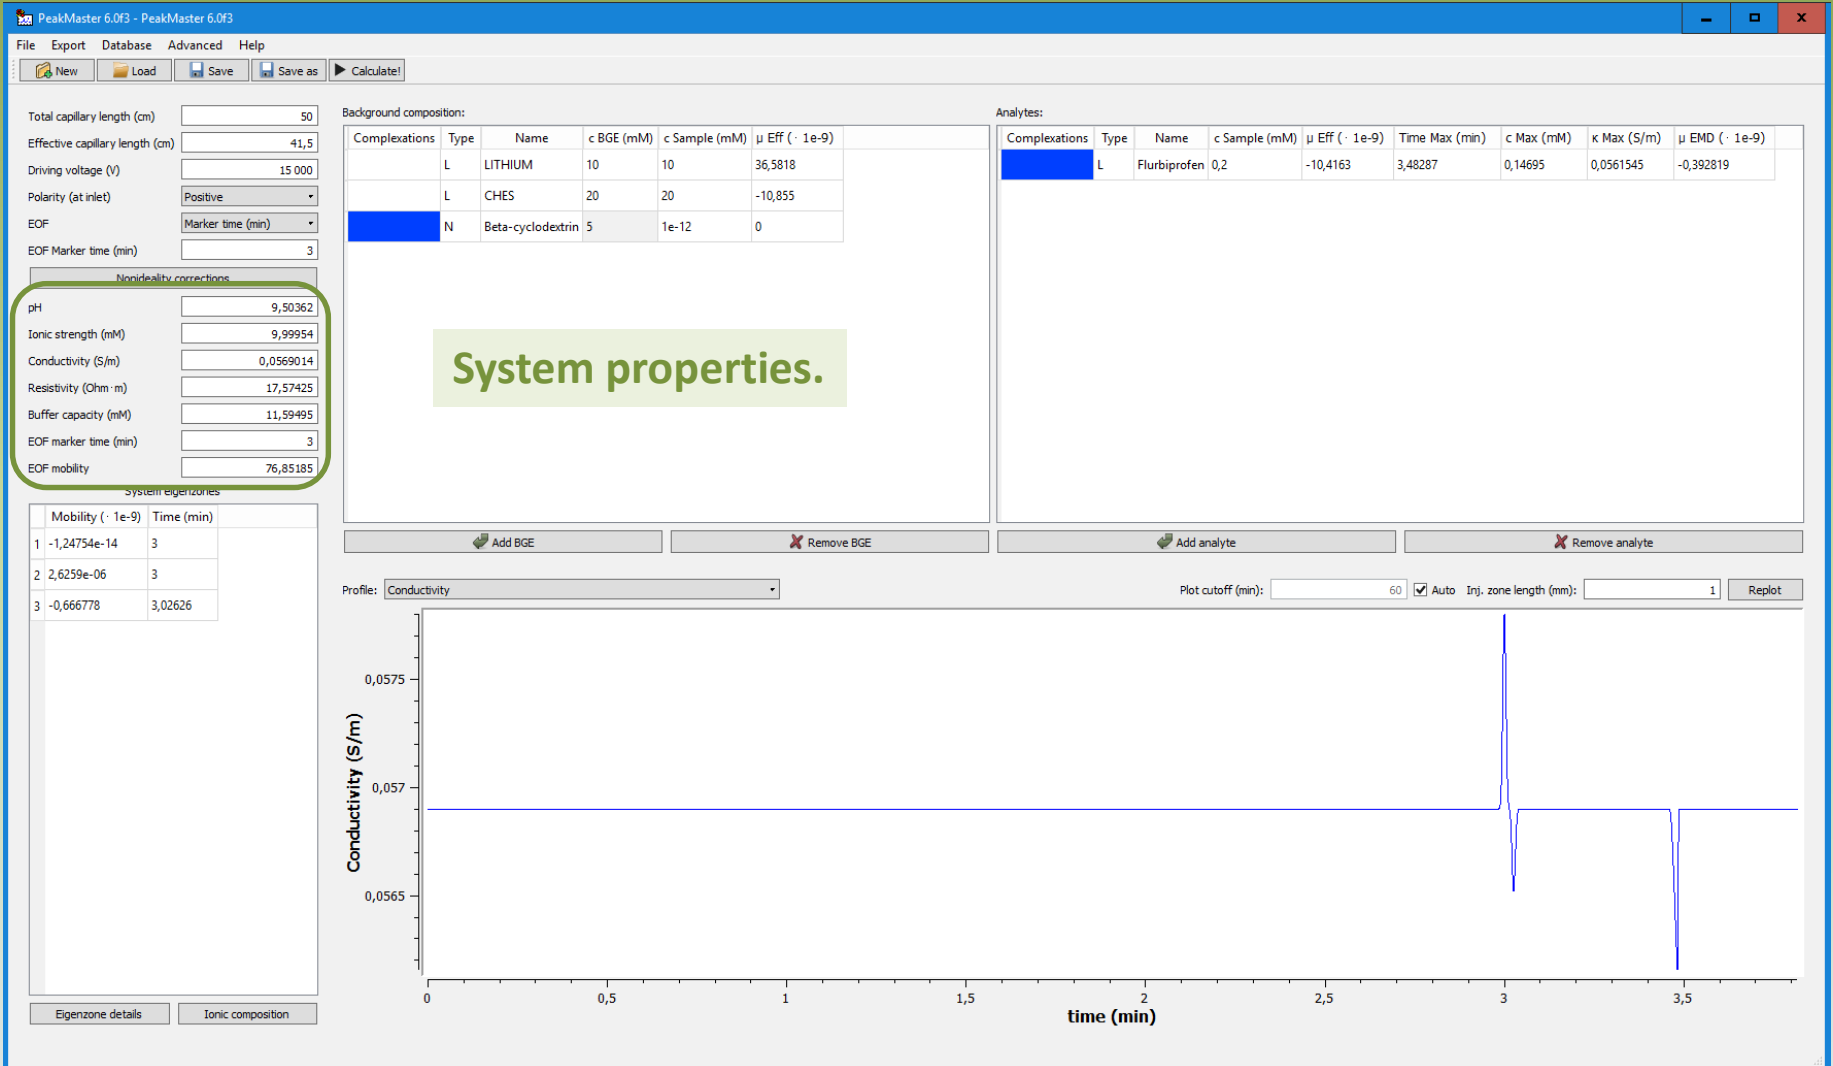 PeakMaster 6.0f3 - PeakMaster 6.0f3
File Export Database Advanced Help
New Load Save Save as Calculate!
Total capillary length (cm) 50
Effective capillary length (cm) 41,5
Driving voltage (V) 15 000
Polarity (at inlet) Positive
EOF Marker time (min)
EOF Marker time (min) 3
Nonideality corrections
pH 9,50362
Ionic strength (mM) 9,99954
Conductivity (S/m) 0,0569014
Resistivity (Ohm·m) 17,57425
Buffer capacity (mM) 11,59495
EOF marker time (min) 3
EOF mobility 76,85185
System eigenzones
Mobility (· 1e-9) Time (min)
1 -1,24754e-14 3
2 2,6259e-06 3
3 -0,666778 3,02626
Eigenzone details Ionic composition
Background composition:
Complexations Type Name c BGE (mM) c Sample (mM) μ Eff (· 1e-9)
L LITHIUM 10 10 36,5818
L CHES 20 20 -10,855
N Beta-cyclodextrin 5 1e-12 0
System properties.
Add BGE Remove BGE
Analytes:
Complexations Type Name c Sample (mM) μ Eff (· 1e-9) Time Max (min) c Max (mM) κ Max (S/m) μ EMD (· 1e-9)
L Flurbiprofen 0,2 -10,4163 3,48287 0,14695 0,0561545 -0,392819
Add analyte Remove analyte
Profile: Conductivity Plot cutoff (min): 60 Auto Inj. zone length (mm): 1 Replot
Conductivity (S/m)
0,0575
0,057
0,0565
0 0,5 1 1,5 2 2,5 3 3,5
time (min)